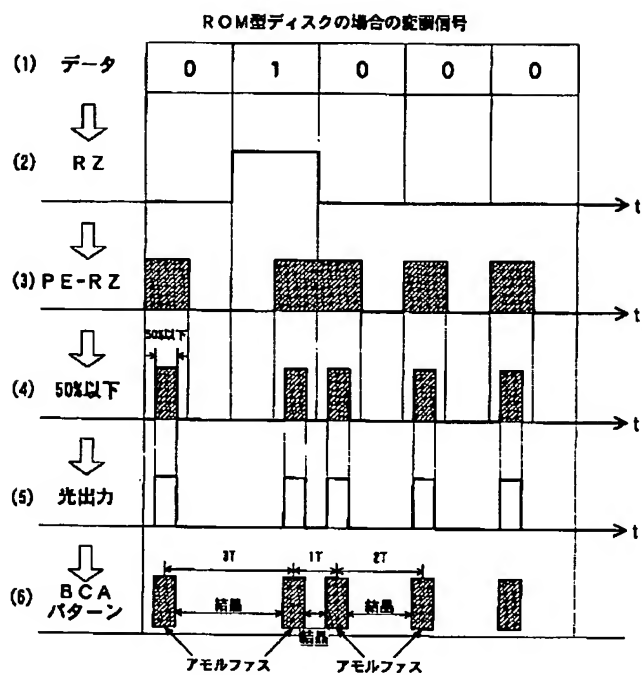 ROM型ディスクの場合の変調信号
(1) データ 0 1 0 0 0
(2) RZ
t
(3) PE-RZ
t
50%以下
(4) 50%以下
t
(5) 光出力
t
3T 1T 2T
(6) BCA
パターン
結晶 結晶
結晶
アモルファス アモルファス